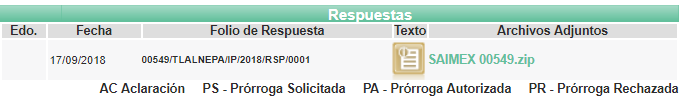 Respuestas
Edo. Fecha Folio de Respuesta Texto Archivos Adjuntos
17/09/2018 00549/TLALNEPA/IP/2018/RSP/0001 SAIMEX 00549.zip
AC Aclaración PS - Prórroga Solicitada PA - Prórroga Autorizada PR - Prórroga Rechazada